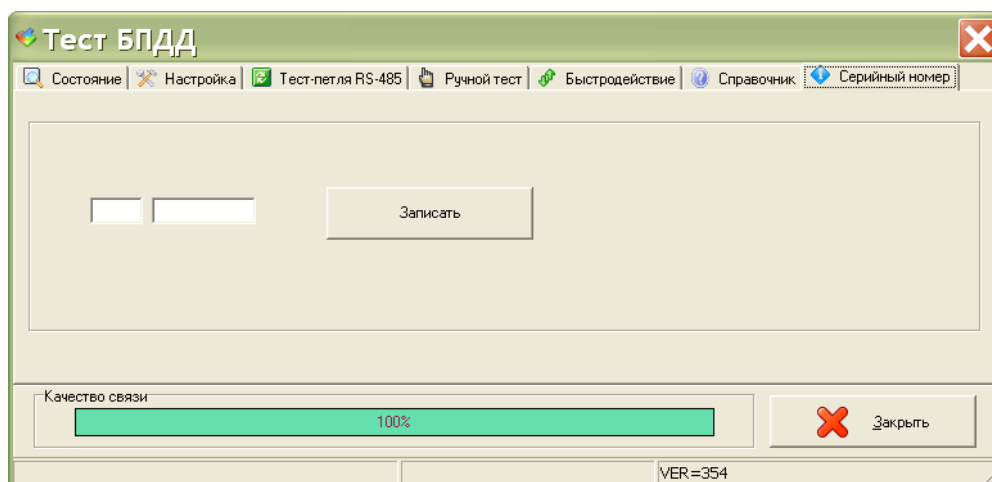 Тест БПДД
Состояние Настройка Тест-петля RS-485 Ручной тест Быстродействие Справочник Серийный номер
Записать
Качество связи
100%
Закрыть
VER=354